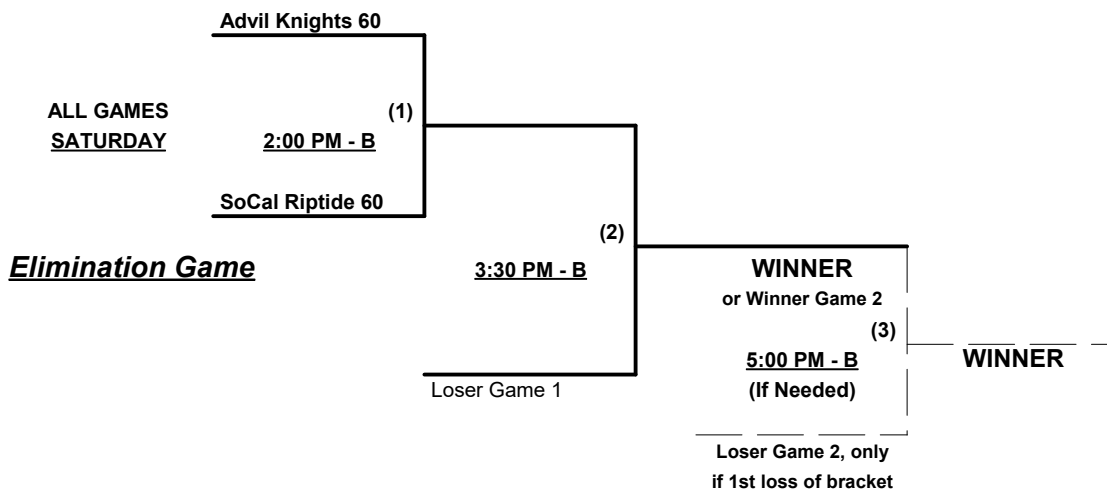 Advil Knights 60
ALL GAMES
(1)
SATURDAY
2:00 PM - B
SoCal Riptide 60
(2)
Elimination Game
3:30 PM - B
WINNER
or Winner Game 2
(3)
5:00 PM - B
WINNER
(If Needed)
Loser Game 1
Loser Game 2, only
if 1st loss of bracket